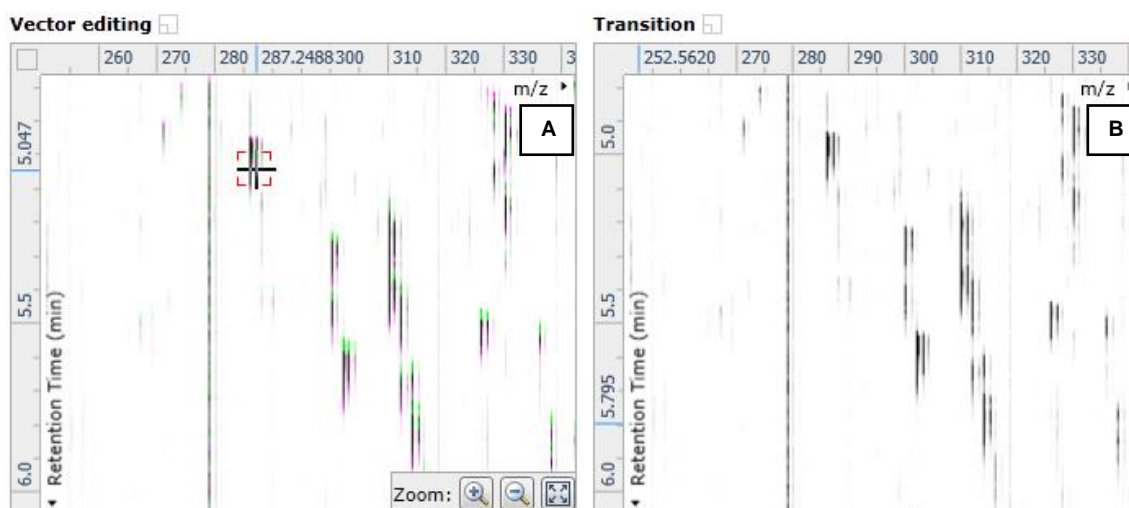 Vector editing
260 270 280 287.2488 300 310 320 330 3
m/z
A
5.047
5.5
6.0
Retention Time (min)
Zoom:
Transition
252.5620 270 280 290 300 310 320 330
m/z
B
5.0
5.5
5.795
6.0
Retention Time (min)